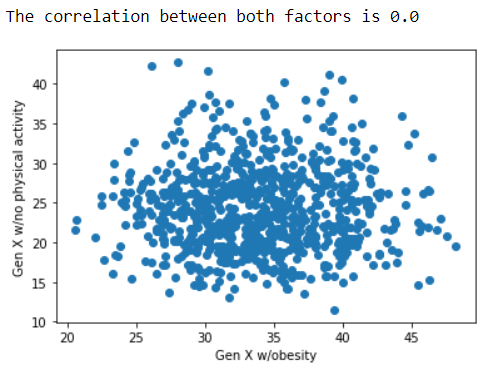 The correlation between both factors is 0.0
40
35
30
25
20
15
10
Gen X w/no physical activity
20 25 30 35 40 45
Gen X w/obesity